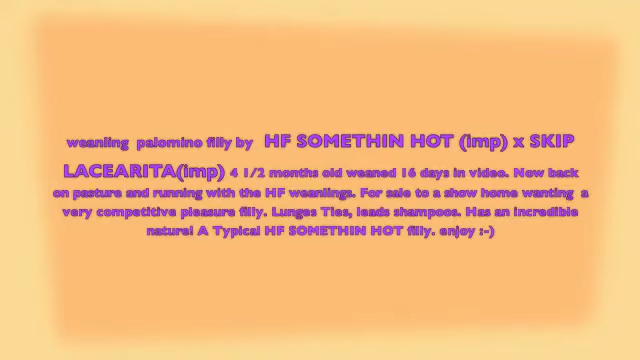 weanling palomino filly by HF SOMETHIN HOT (imp) x SKIP
LACEARITA(imp) 4 1/2 months old weaned 16 days in video. Now back
on pasture and running with the HF weanlings. For sale to a show home wanting a
very competitive pleasure filly. Lunges Ties, leads shampoos. Has an incredible
nature! A Typical HF SOMETHIN HOT filly. enjoy :-)